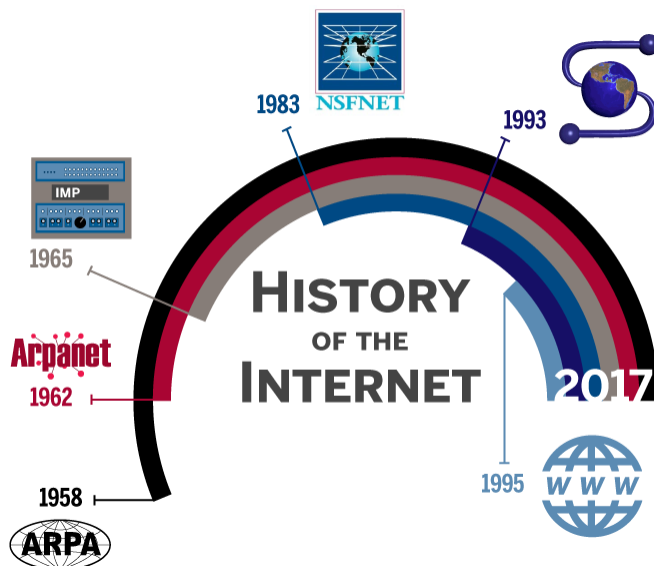 NSFNET
1983
1993
IMP
1965
HISTORY
OF THE
INTERNET
Arpanet
1962
2017
1958
1995
WWW
ARPA